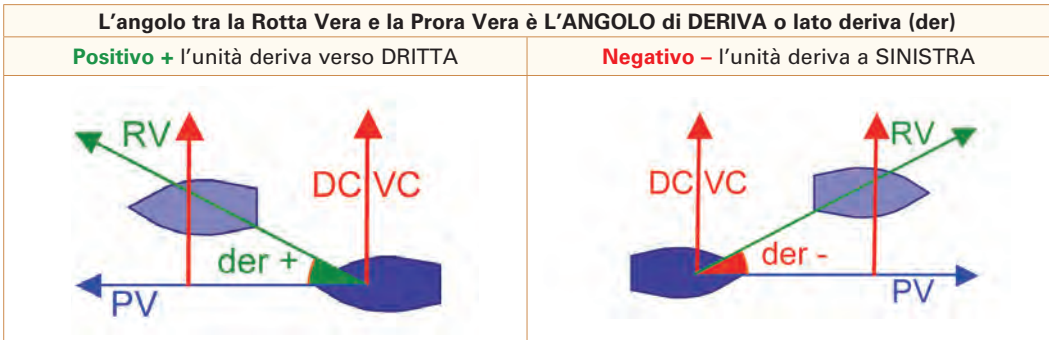 L'angolo tra la Rotta Vera e la Prora Vera è L'ANGOLO di DERIVA o lato deriva (der)
Positivo + l'unità deriva verso DRITTA
Negativo – l'unità deriva a SINISTRA
RV
DC VC
der +
PV
RV
DC VC
der -
PV